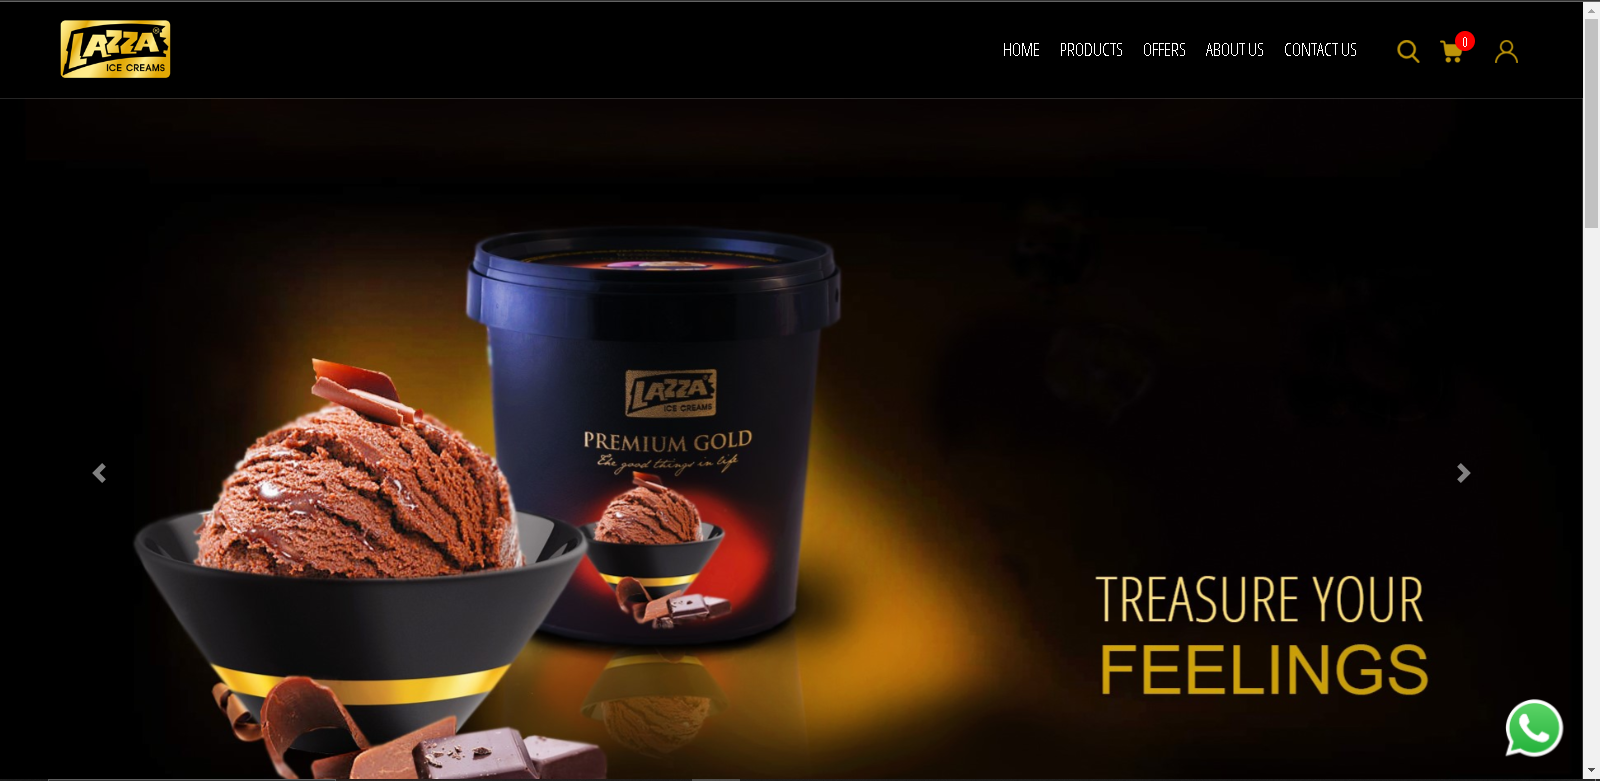 LAZZA®
ICE CREAMS
HOME PRODUCTS OFFERS ABOUT US CONTACT US
0
LAZZA
ICE CREAMS
PREMIUM GOLD
The good things in life
TREASURE YOUR
FEELINGS